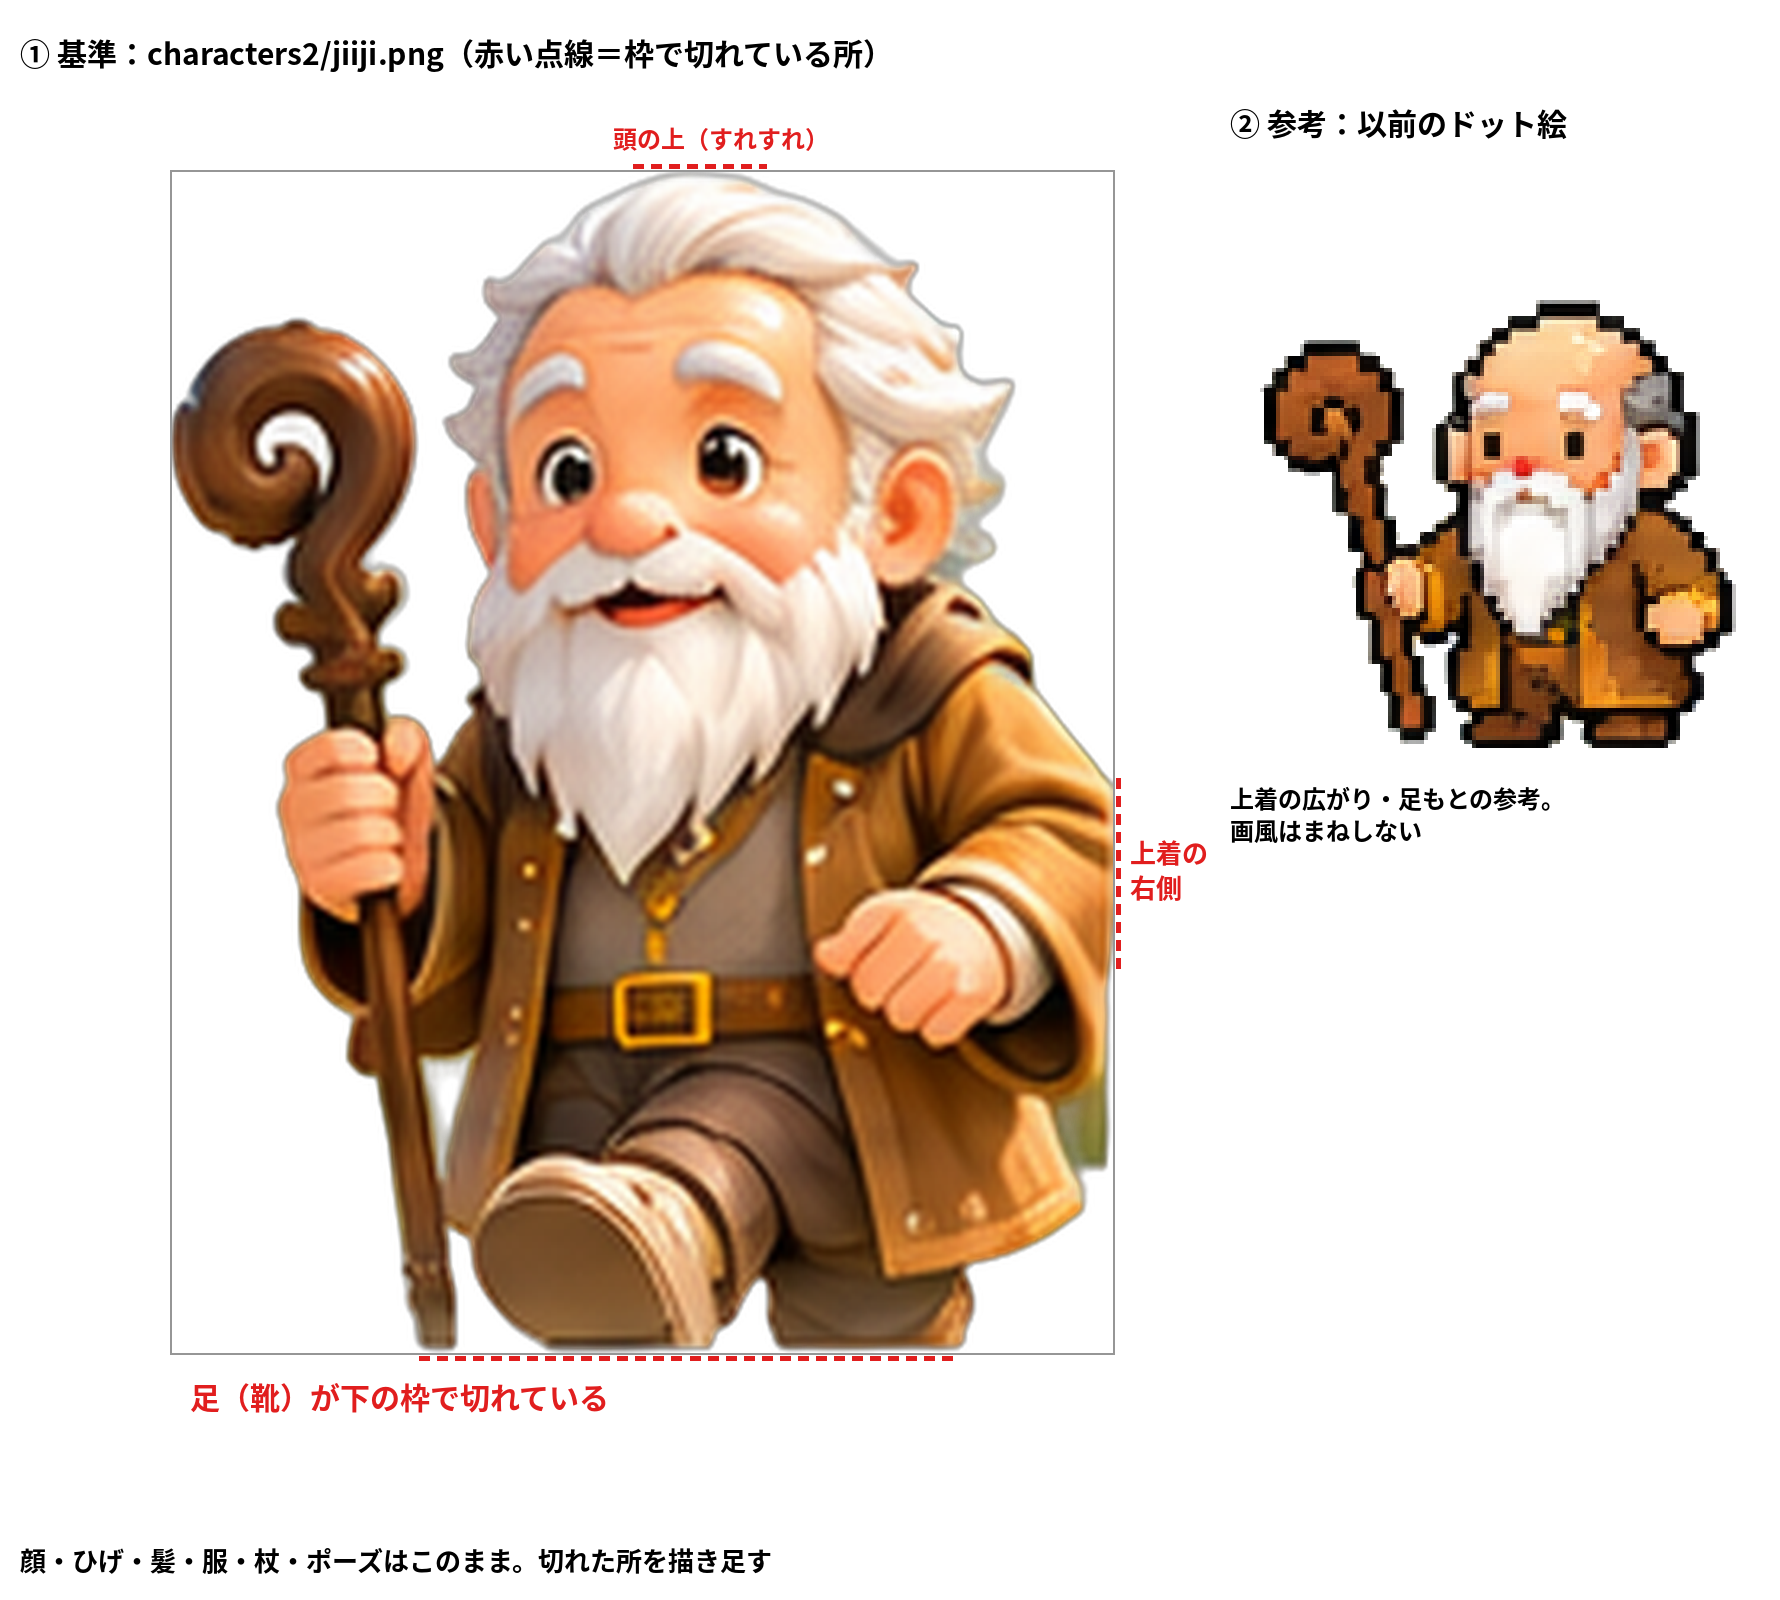 ① 基準：characters2/jiiji.png（赤い点線＝枠で切れている所）
② 参考：以前のドット絵
頭の上（すれすれ）
上着の広がり・足もとの参考。
画風はまねしない
上着の
右側
足（靴）が下の枠で切れている
顔・ひげ・髪・服・杖・ポーズはこのまま。切れた所を描き足す